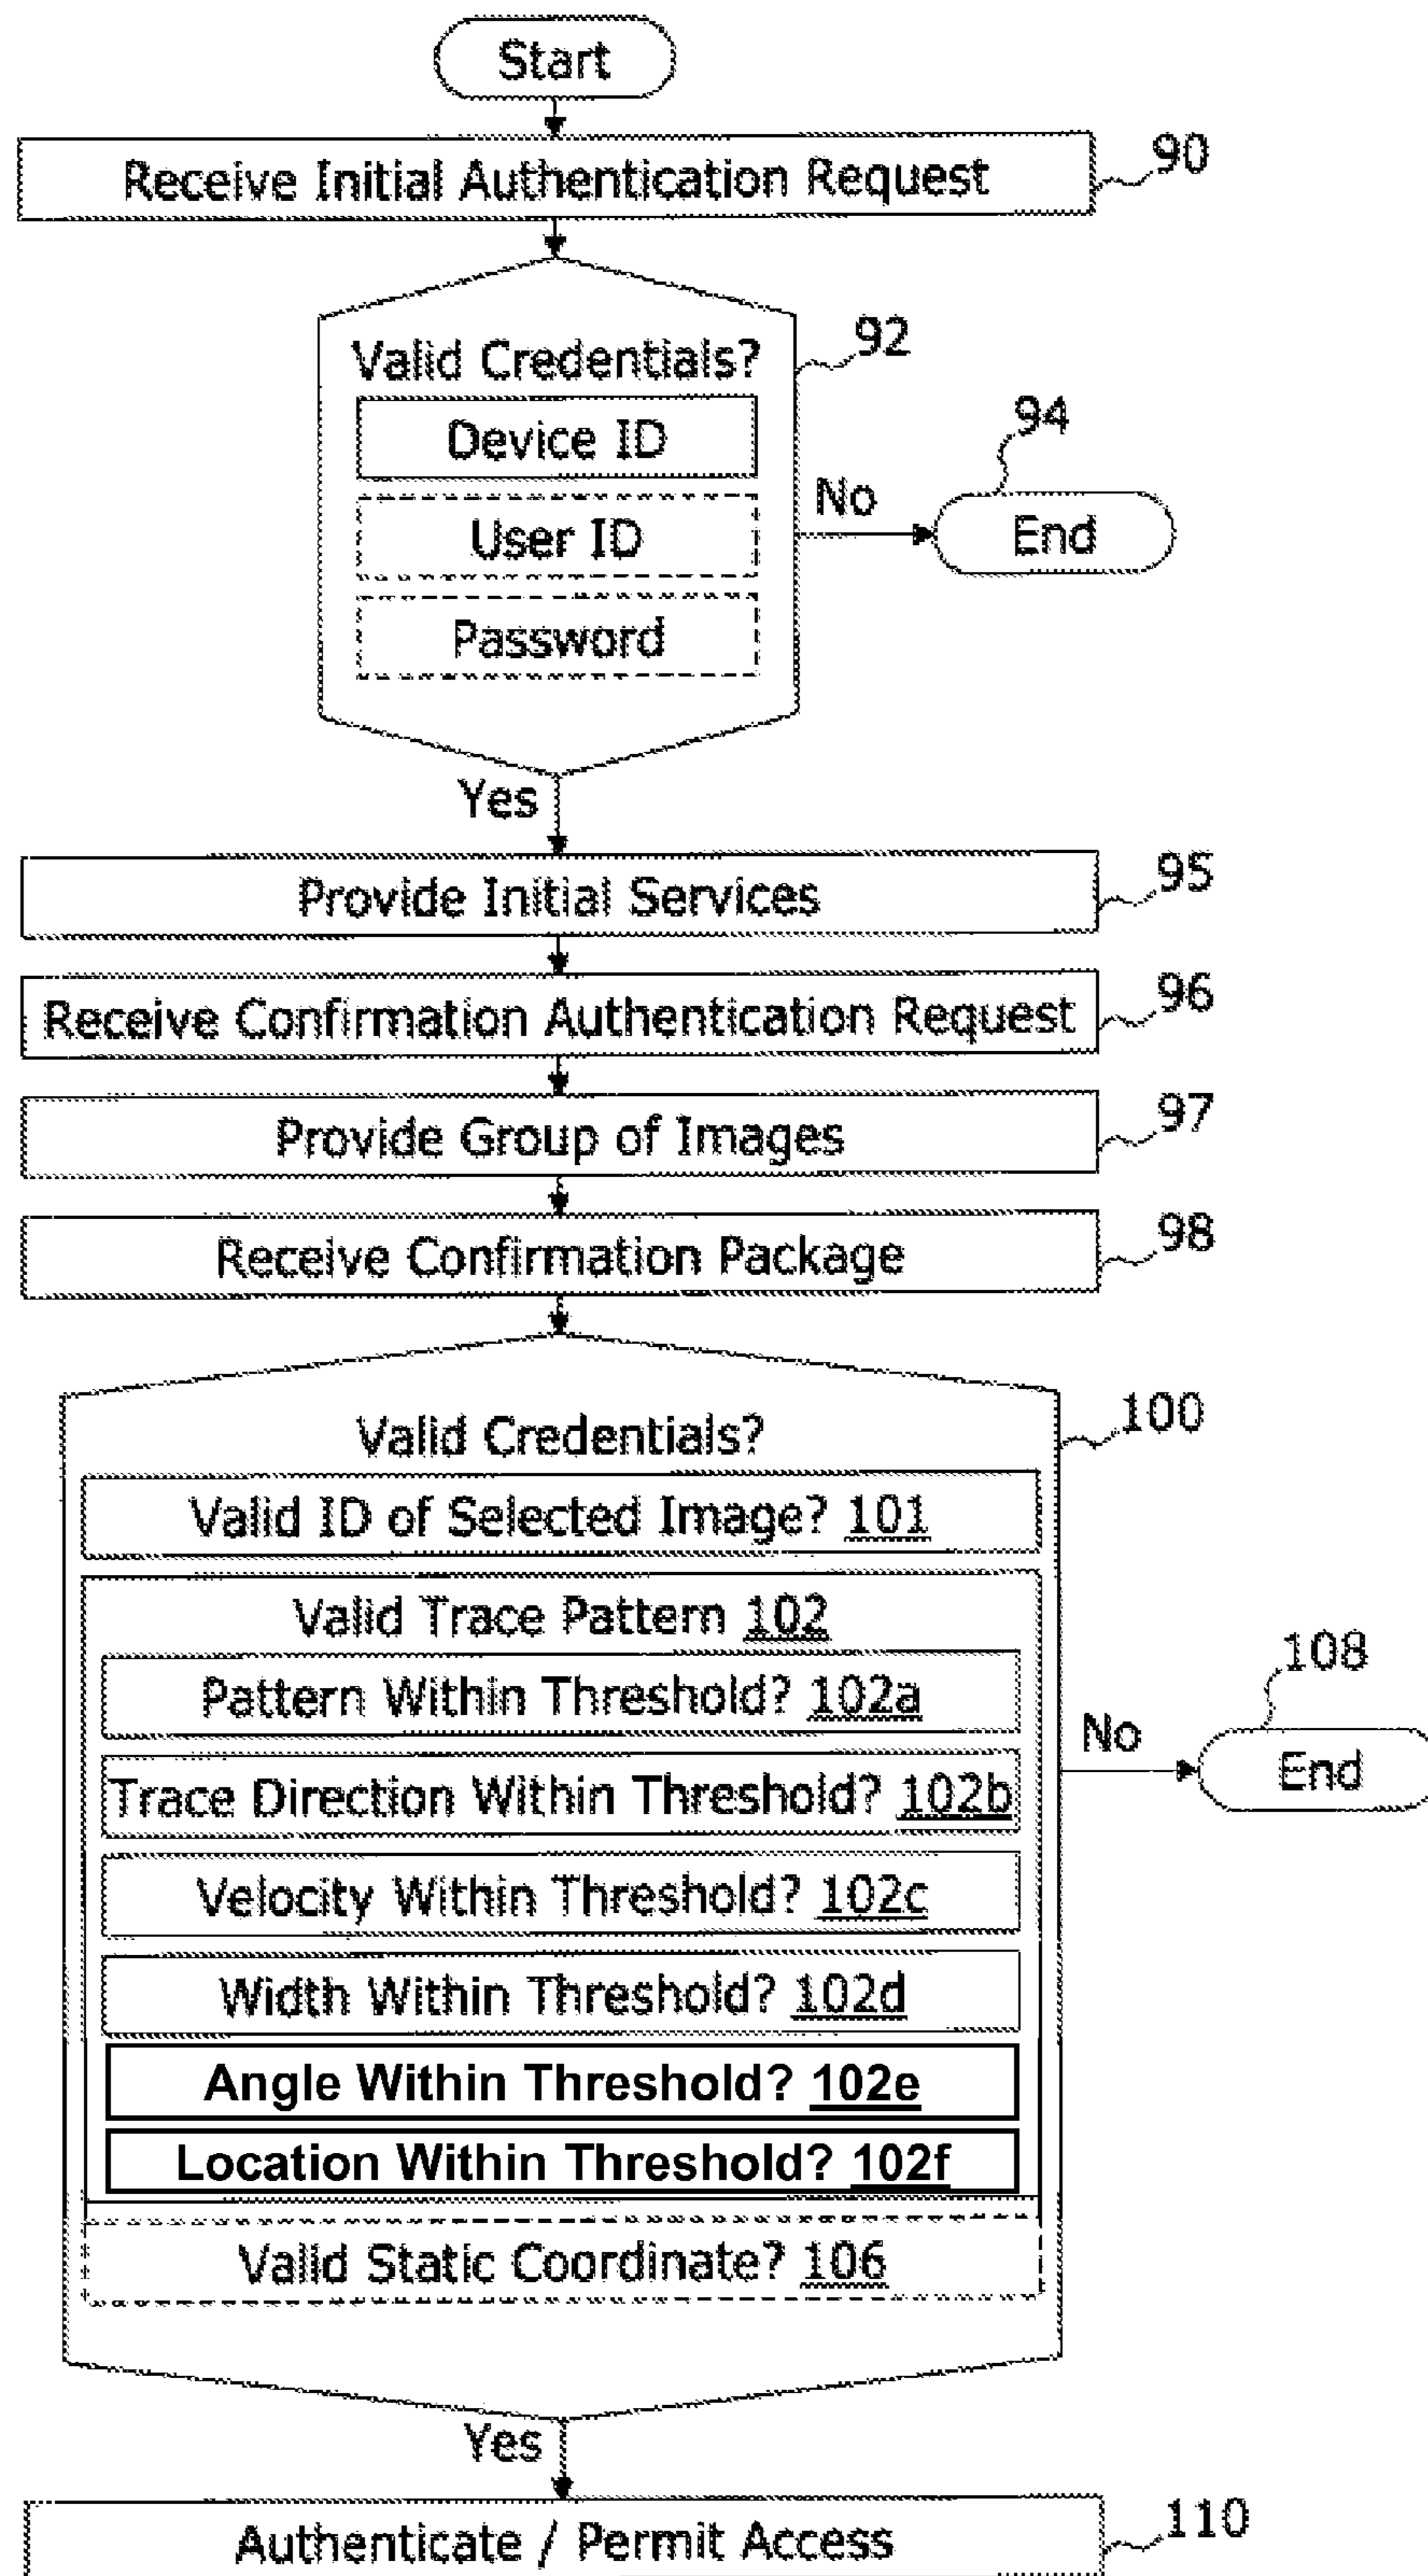 Start
Receive Initial Authentication Request
90
Valid Credentials?
92
Device ID
User ID
Password
No
94
End
Yes
Provide Initial Services
95
Receive Confirmation Authentication Request
96
Provide Group of Images
97
Receive Confirmation Package
98
Valid Credentials?
100
Valid ID of Selected Image? 101
Valid Trace Pattern 102
Pattern Within Threshold? 102a
Trace Direction Within Threshold? 102b
Velocity Within Threshold? 102c
Width Within Threshold? 102d
Angle Within Threshold? 102e
Location Within Threshold? 102f
Valid Static Coordinate? 106
No
108
End
Yes
Authenticate / Permit Access
110